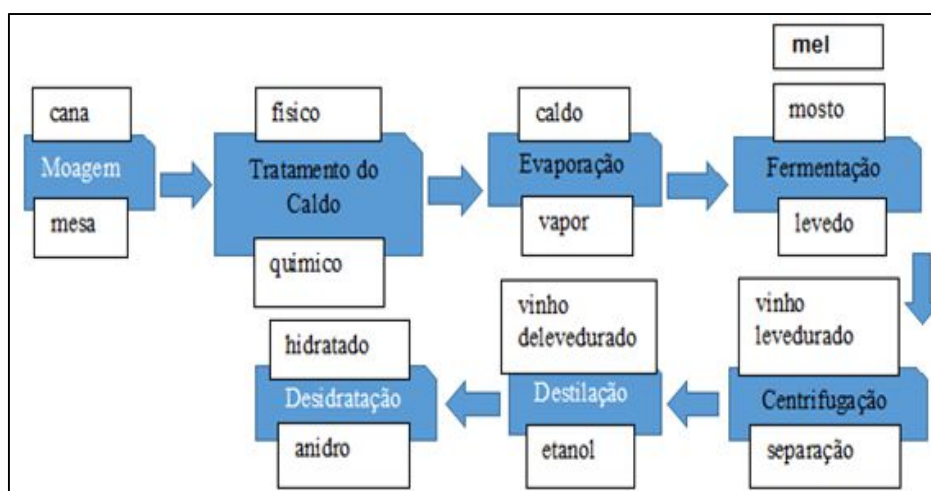 cana
Moagem
mesa
físico
Tratamento do
Caldo
quimico
caldo
Evaporação
vapor
mel
mosto
Fermentação
levedo
vinho
levedurado
Centrifugação
separação
vinho
delevedurado
Destilação
etanol
hidratado
Desidratação
anidro